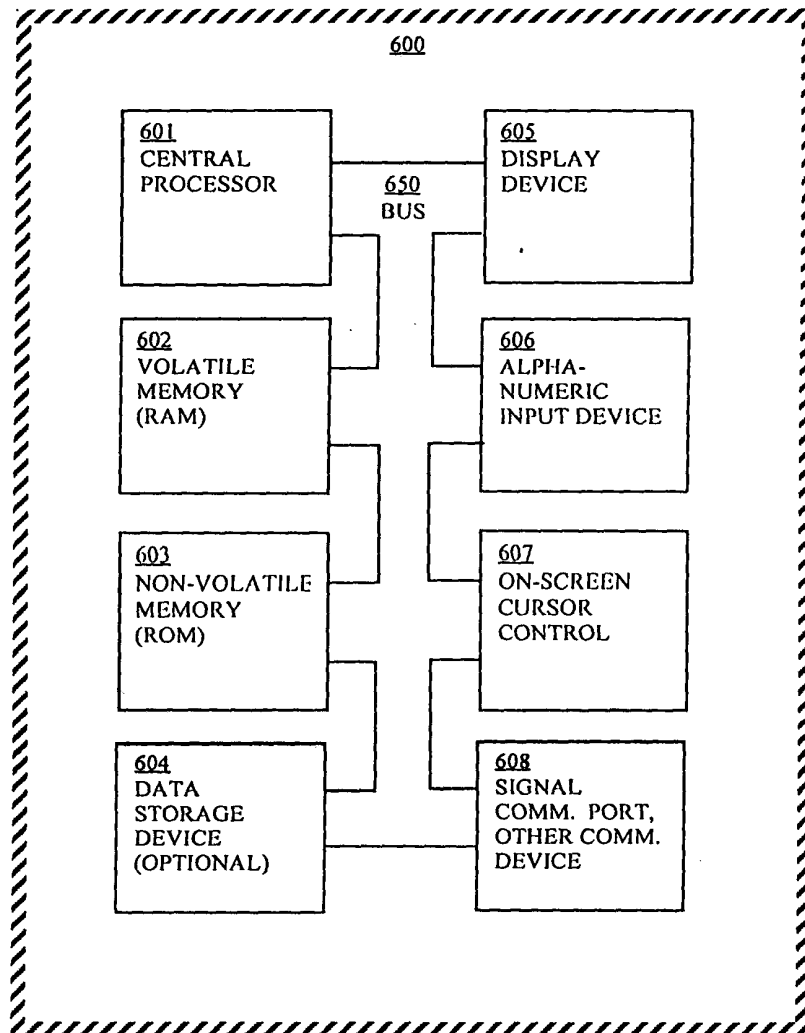 600
601
CENTRAL
PROCESSOR
605
DISPLAY
DEVICE
650
BUS
602
VOLATILE
MEMORY
(RAM)
606
ALPHA-
NUMERIC
INPUT DEVICE
603
NON-VOLATILE
MEMORY
(ROM)
607
ON-SCREEN
CURSOR
CONTROL
604
DATA
STORAGE
DEVICE
(OPTIONAL)
608
SIGNAL
COMM. PORT,
OTHER COMM.
DEVICE